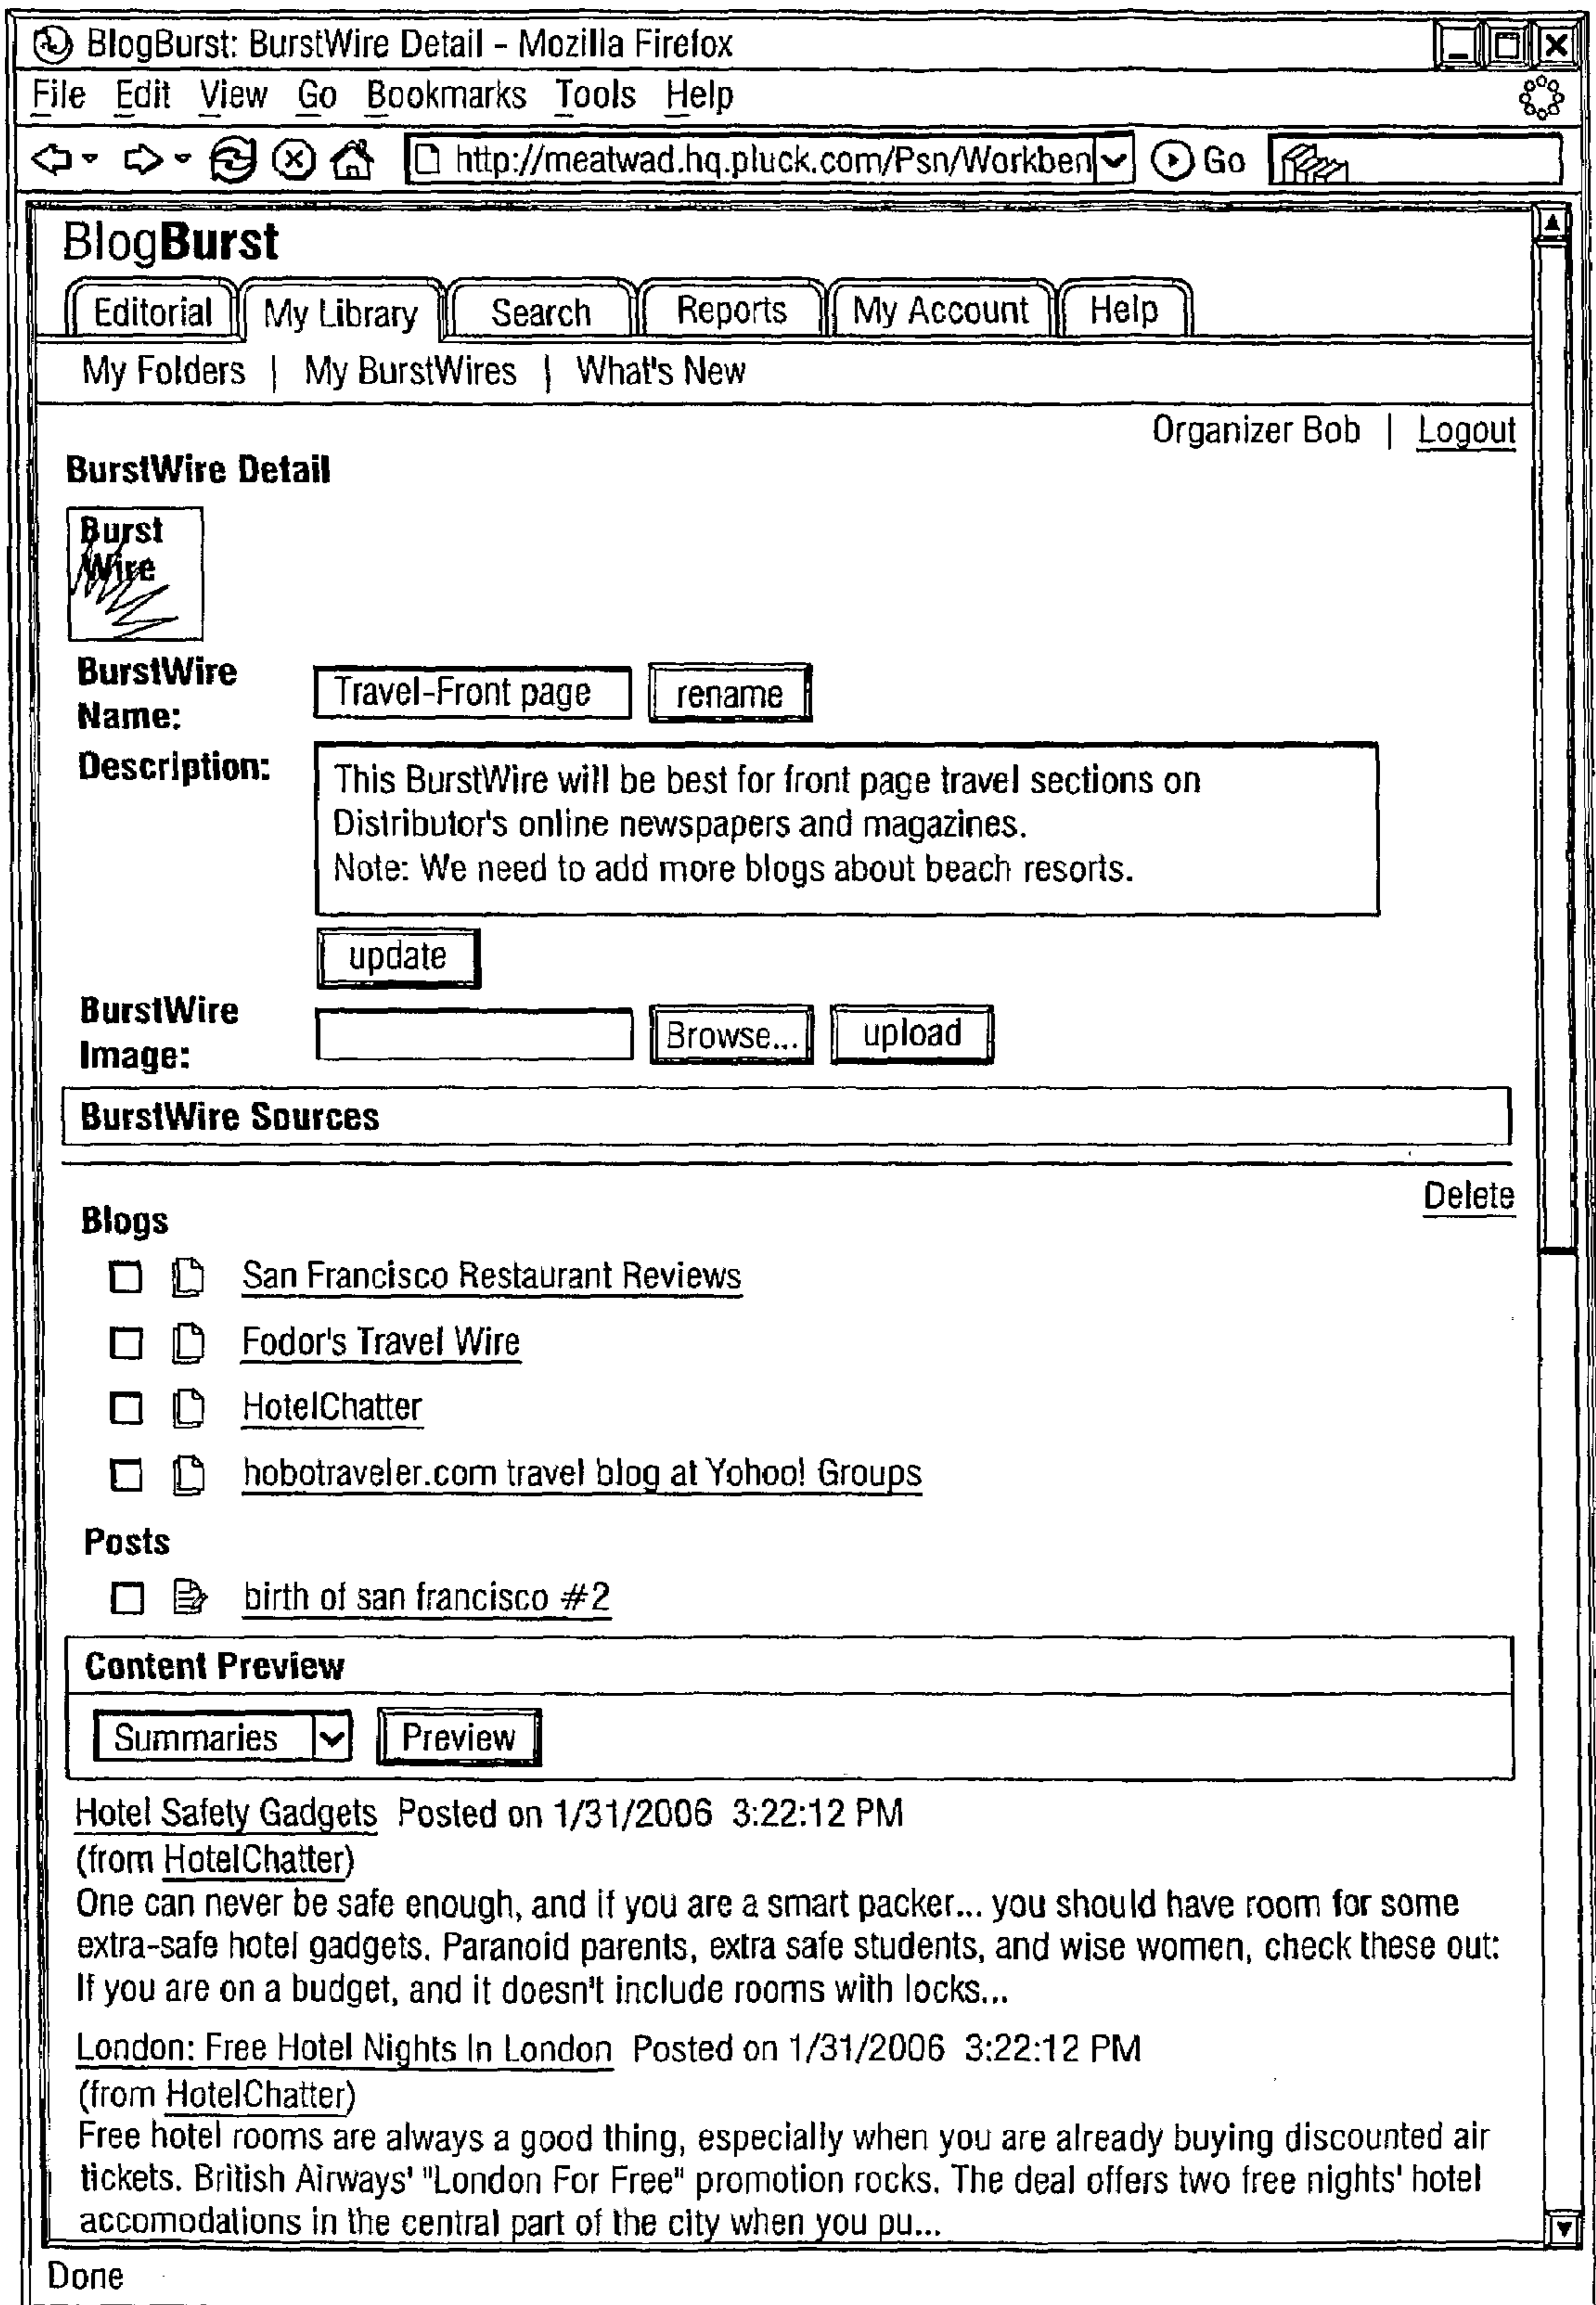 BlogBurst: BurstWire Detail - Mozilla Firefox
File Edit View Go Bookmarks Tools Help
http://meatwad.hq.pluck.com/Psn/Workben Go
BlogBurst
Editorial My Library Search Reports My Account Help
My Folders | My BurstWires | What's New
Organizer Bob | Logout
BurstWire Detail
Burst
Wire
BurstWire
Name:
Travel-Front page rename
Description:
This BurstWire will be best for front page travel sections on
Distributor's online newspapers and magazines.
Note: We need to add more blogs about beach resorts.
update
BurstWire
Image:
Browse... upload
BurstWire Sources
Delete
Blogs
San Francisco Restaurant Reviews
Fodor's Travel Wire
HotelChatter
hobotraveler.com travel blog at Yohoo! Groups
Posts
birth of san francisco #2
Content Preview
Summaries Preview
Hotel Safety Gadgets Posted on 1/31/2006 3:22:12 PM
(from HotelChatter)
One can never be safe enough, and if you are a smart packer... you should have room for some
extra-safe hotel gadgets. Paranoid parents, extra safe students, and wise women, check these out:
If you are on a budget, and it doesn't include rooms with locks...
London: Free Hotel Nights In London Posted on 1/31/2006 3:22:12 PM
(from HotelChatter)
Free hotel rooms are always a good thing, especially when you are already buying discounted air
tickets. British Airways' "London For Free" promotion rocks. The deal offers two free nights' hotel
accomodations in the central part of the city when you pu...
Done